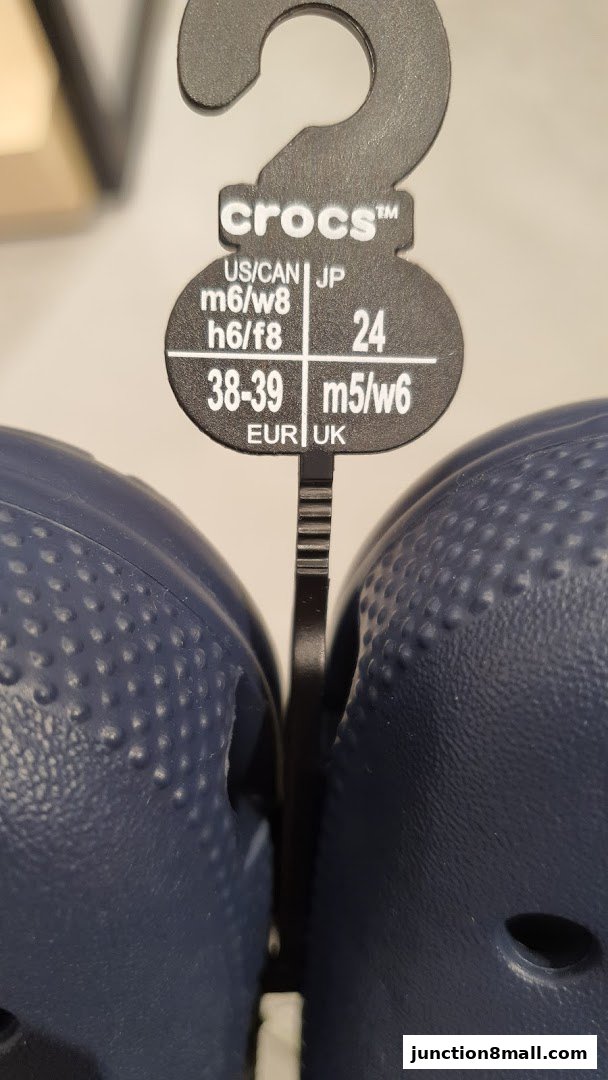 crocs™
US/CAN
m6/w8
h6/f8
JP
24
38-39
EUR
m5/w6
UK
junction8mall.com